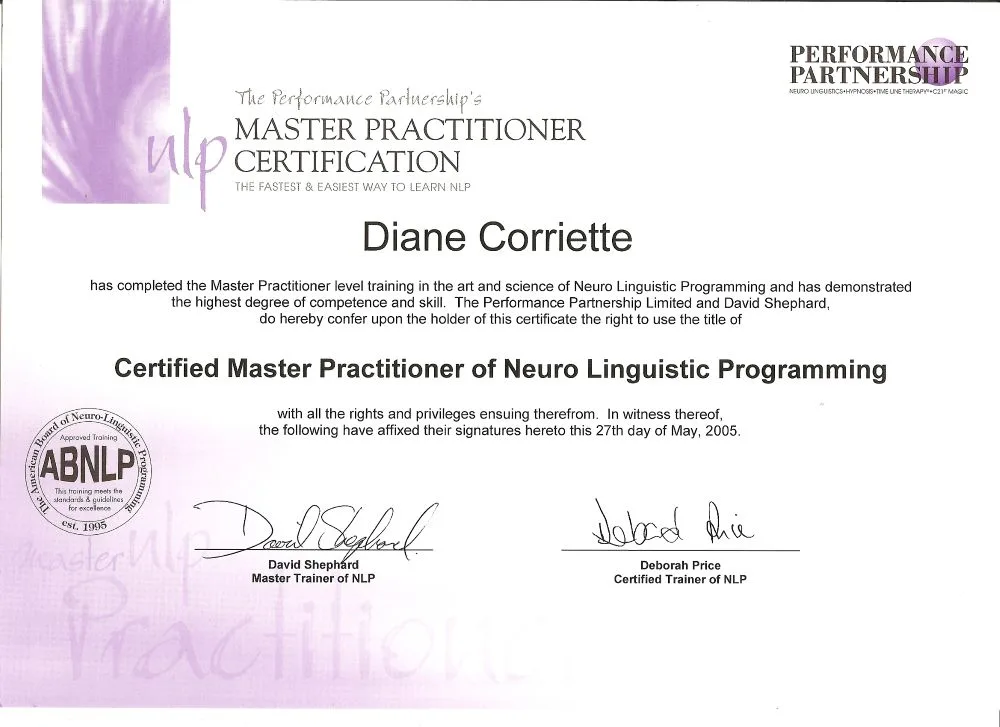 PERFORMANCE
PARTNERSHIP
NEURO LINGUISTICS•HYPNOSIS•TIME LINE THERAPY®•C21ST MAGIC
The Performance Partnership's
nlp
MASTER PRACTITIONER
CERTIFICATION
THE FASTEST & EASIEST WAY TO LEARN NLP
Diane Corriette
has completed the Master Practitioner level training in the art and science of Neuro Linguistic Programming and has demonstrated
the highest degree of competence and skill. The Performance Partnership Limited and David Shephard,
do hereby confer upon the holder of this certificate the right to use the title of
Certified Master Practitioner of Neuro Linguistic Programming
with all the rights and privileges ensuing therefrom. In witness thereof,
the following have affixed their signatures hereto this 27th day of May, 2005.
The American Board of Neuro-Linguistic Programming
Approved Training
ABNLP
This training meets the
standards & guidelines
for excellence
est. 1995
David Shephard
Deborah Price
David Shephard
Master Trainer of NLP
Deborah Price
Certified Trainer of NLP
master nlp
Practitioner